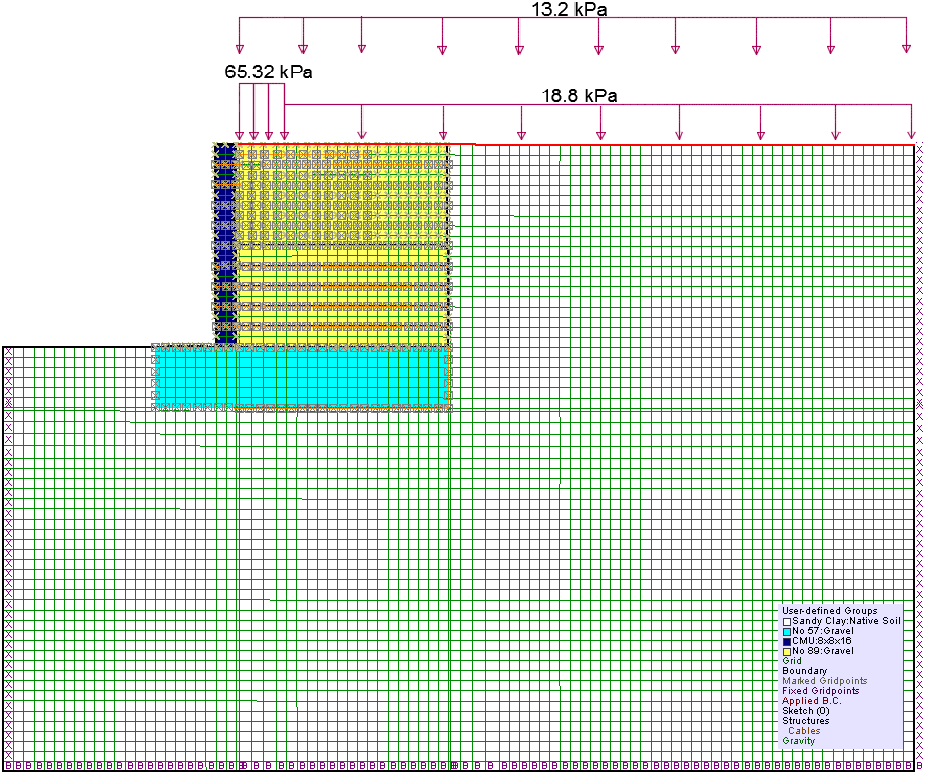 13.2 kPa
65.32 kPa
18.8 kPa
User-defined Groups
Sandy Clay:Native Soil
No 57:Gravel
CMU:8x8x16
No 89:Gravel
Grid
Boundary
Marked Gridpoints
Fixed Gridpoints
Applied B.C.
Sketch (0)
Structures
Cables
Gravity